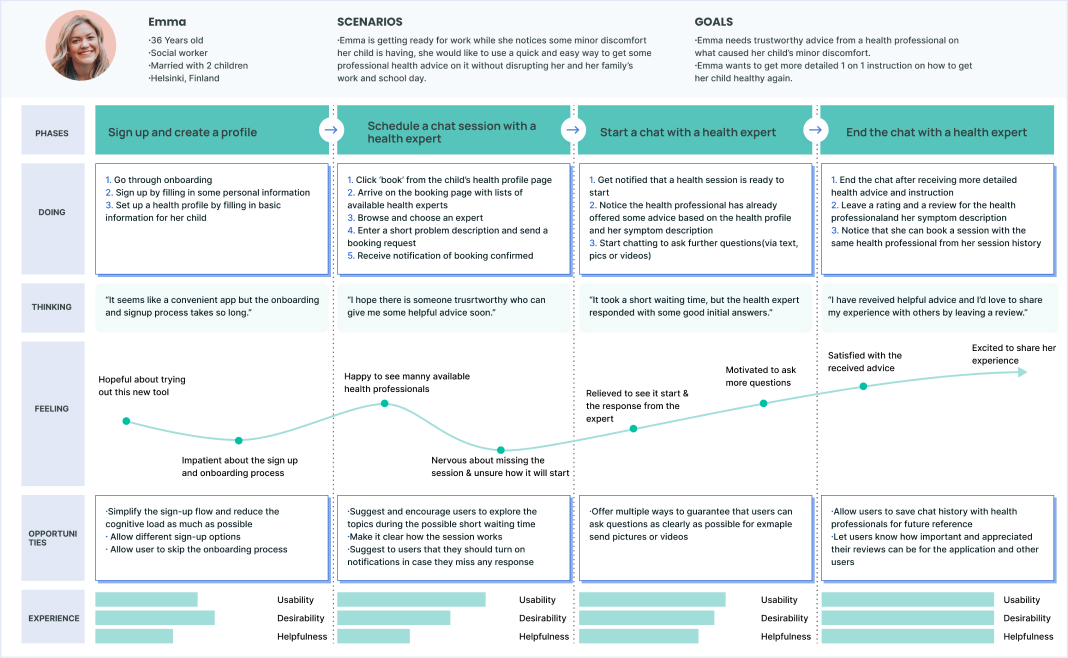 Emma
·36 Years old
·Social worker
·Married with 2 children
·Helsinki, Finland
SCENARIOS
·Emma is getting ready for work while she notices some minor discomfort
her child is having, she would like to use a quick and easy way to get some
professional health advice on it without disrupting her and her family's
work and school day.
GOALS
·Emma needs trustworthy advice from a health professional on
what caused her child's minor discomfort.
·Emma wants to get more detailed 1 on 1 instruction on how to get
her child healthy again.
PHASES
Sign up and create a profile
Schedule a chat session with a
health expert
Start a chat with a health expert
End the chat with a health expert
DOING
1. Go through onboarding
2. Sign up by filling in some personal information
3. Set up a health profile by filling in basic
information for her child
1. Click 'book' from the child's health profile page
2. Arrive on the booking page with lists of
available health experts
3. Browse and choose an expert
4. Enter a short problem description and send a
booking request
5. Receive notification of booking confirmed
1. Get notified that a health session is ready to
start
2. Notice the health professional has already
offered some advice based on the health profile
and her symptom description
3. Start chatting to ask further questions(via text,
pics or videos)
1. End the chat after receiving more detailed
health advice and instruction
2. Leave a rating and a review for the health
professionaland her symptom description
3. Notice that she can book a session with the
same health professional from her session history
THINKING
"It seems like a convenient app but the onboarding
and signup process takes so long."
"I hope there is someone trusrtworthy who can
give me some helpful advice soon."
"It took a short waiting time, but the health expert
responded with some good initial answers."
"I have reveived helpful advice and I'd love to share
my experience with others by leaving a review."
FEELING
Hopeful about trying
out this new tool
Impatient about the sign up
and onboarding process
Happy to see manny available
health professionals
Nervous about missing the
session & unsure how it will start
Relieved to see it start &
the response from the
expert
Motivated to ask
more questions
Satisfied with the
received advice
Excited to share her
experience
OPPORTUNI
TIES
·Simplify the sign-up flow and reduce the
cognitive load as much as possible
· Allow different sign-up options
· Allow user to skip the onboarding process
·Suggest and encourage users to explore the
topics during the possible short waiting time
·Make it clear how the session works
·Suggest to users that they should turn on
notifications in case they miss any response
·Offer multiple ways to guarantee that users can
ask questions as clearly as possible for exmaple
send pictures or videos
·Allow users to save chat history with health
professionals for future reference
·Let users know how important and appreciated
their reviews can be for the application and other
users
EXPERIENCE
Usability
Desirability
Helpfulness
Usability
Desirability
Helpfulness
Usability
Desirability
Helpfulness
Usability
Desirability
Helpfulness